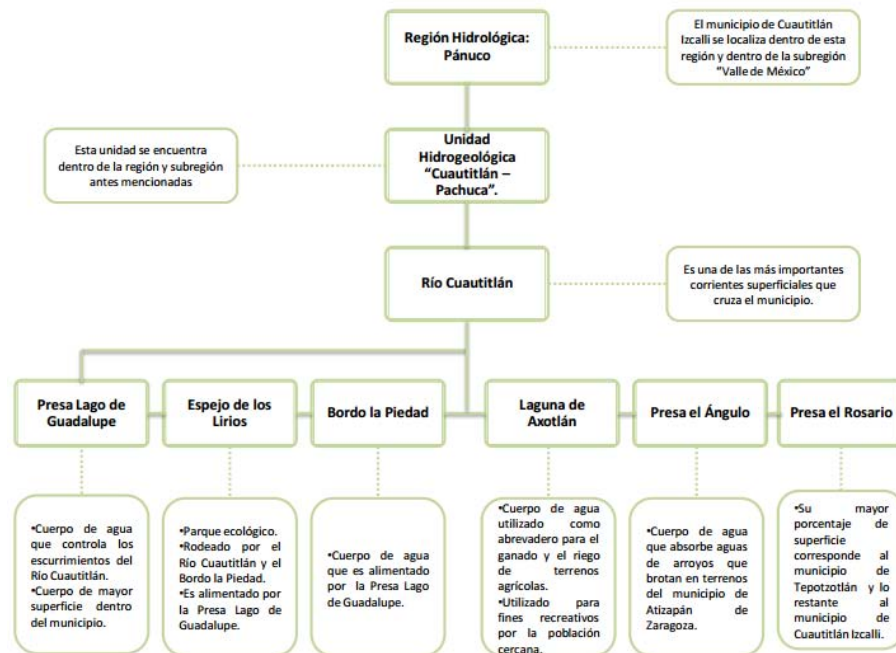 Región Hidrológica:
Pánuco
El municipio de Cuautitlán
Izcalli se localiza dentro de esta
región y dentro de la subregión
“Valle de México”
Esta unidad se encuentra
dentro de la región y subregión
antes mencionadas
Unidad
Hidrogeológica
“Cuautitlán –
Pachuca”.
Río Cuautitlán
Es una de las más importantes
corrientes superficiales que
cruza el municipio.
Presa Lago de
Guadalupe
Espejo de los
Lirios
Bordo la Piedad
Laguna de
Axotlán
Presa el Ángulo
Presa el Rosario
•Cuerpo de agua
que controla los
escurrimientos del
Río Cuautitlán.
•Cuerpo de mayor
superficie dentro
del municipio.
•Parque ecológico.
•Rodeado por el
Río Cuautitlán y el
Bordo la Piedad.
•Es alimentado por
la Presa Lago de
Guadalupe.
•Cuerpo de agua
que es alimentado
por la Presa Lago
de Guadalupe.
•Cuerpo de agua
utilizado como
abrevadero para el
ganado y el riego
de terrenos
agrícolas.
•Utilizado para
fines recreativos
por la población
cercana.
•Cuerpo de agua
que absorbe aguas
de arroyos que
brotan en terrenos
del municipio de
Atizapán de
Zaragoza.
•Su mayor
porcentaje de
superficie
corresponde al
municipio de
Tepotzotlán y lo
restante al
municipio de
Cuautitlán Izcalli.